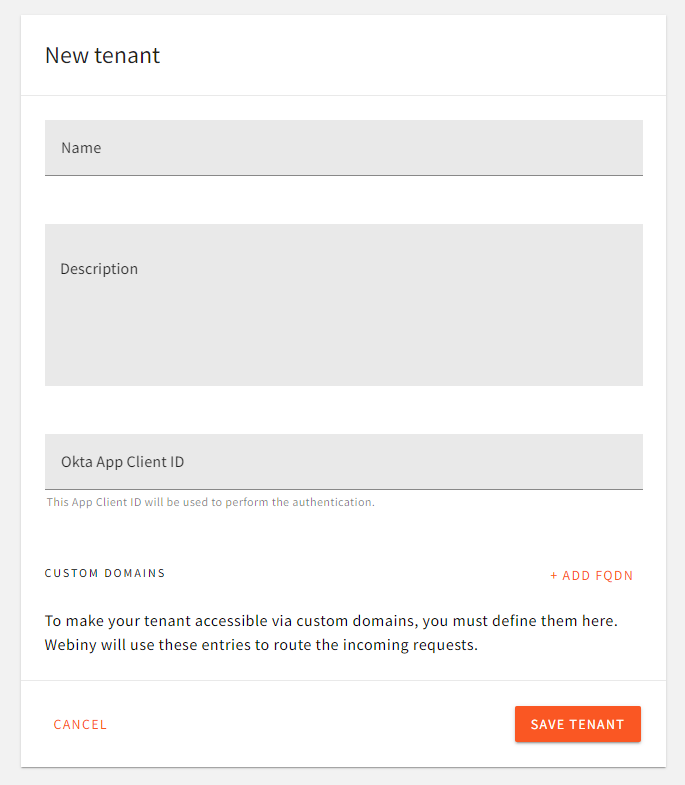 New tenant
Name
Description
Okta App Client ID
This App Client ID will be used to perform the authentication.
CUSTOM DOMAINS
+ ADD FQDN
To make your tenant accessible via custom domains, you must define them here.
Webiny will use these entries to route the incoming requests.
CANCEL
SAVE TENANT